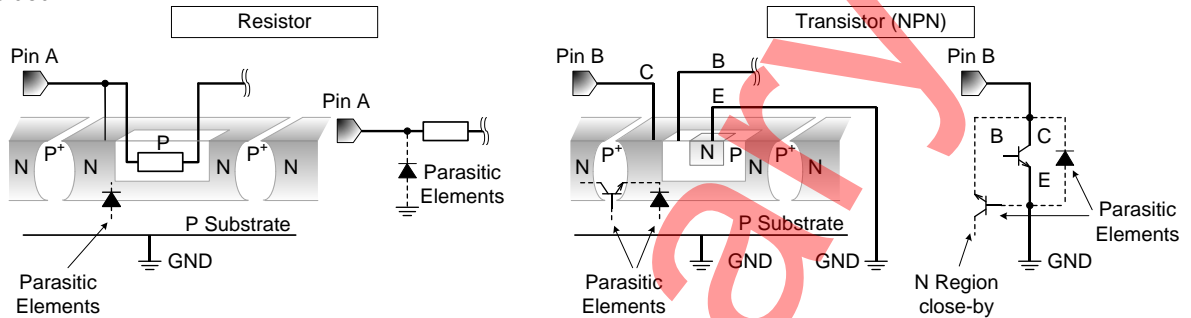 Resistor
Transistor (NPN)
Pin A
Pin B
Pin B
C
B
E
Pin A
N
P+
N
P
N
P+
N
N
P+
N
N
P
P+
N
B
C
E
Parasitic
Elements
Parasitic
Elements
P Substrate
P Substrate
GND
GND
GND
GND
Parasitic
Elements
Parasitic
Elements
N Region
close-by
ary